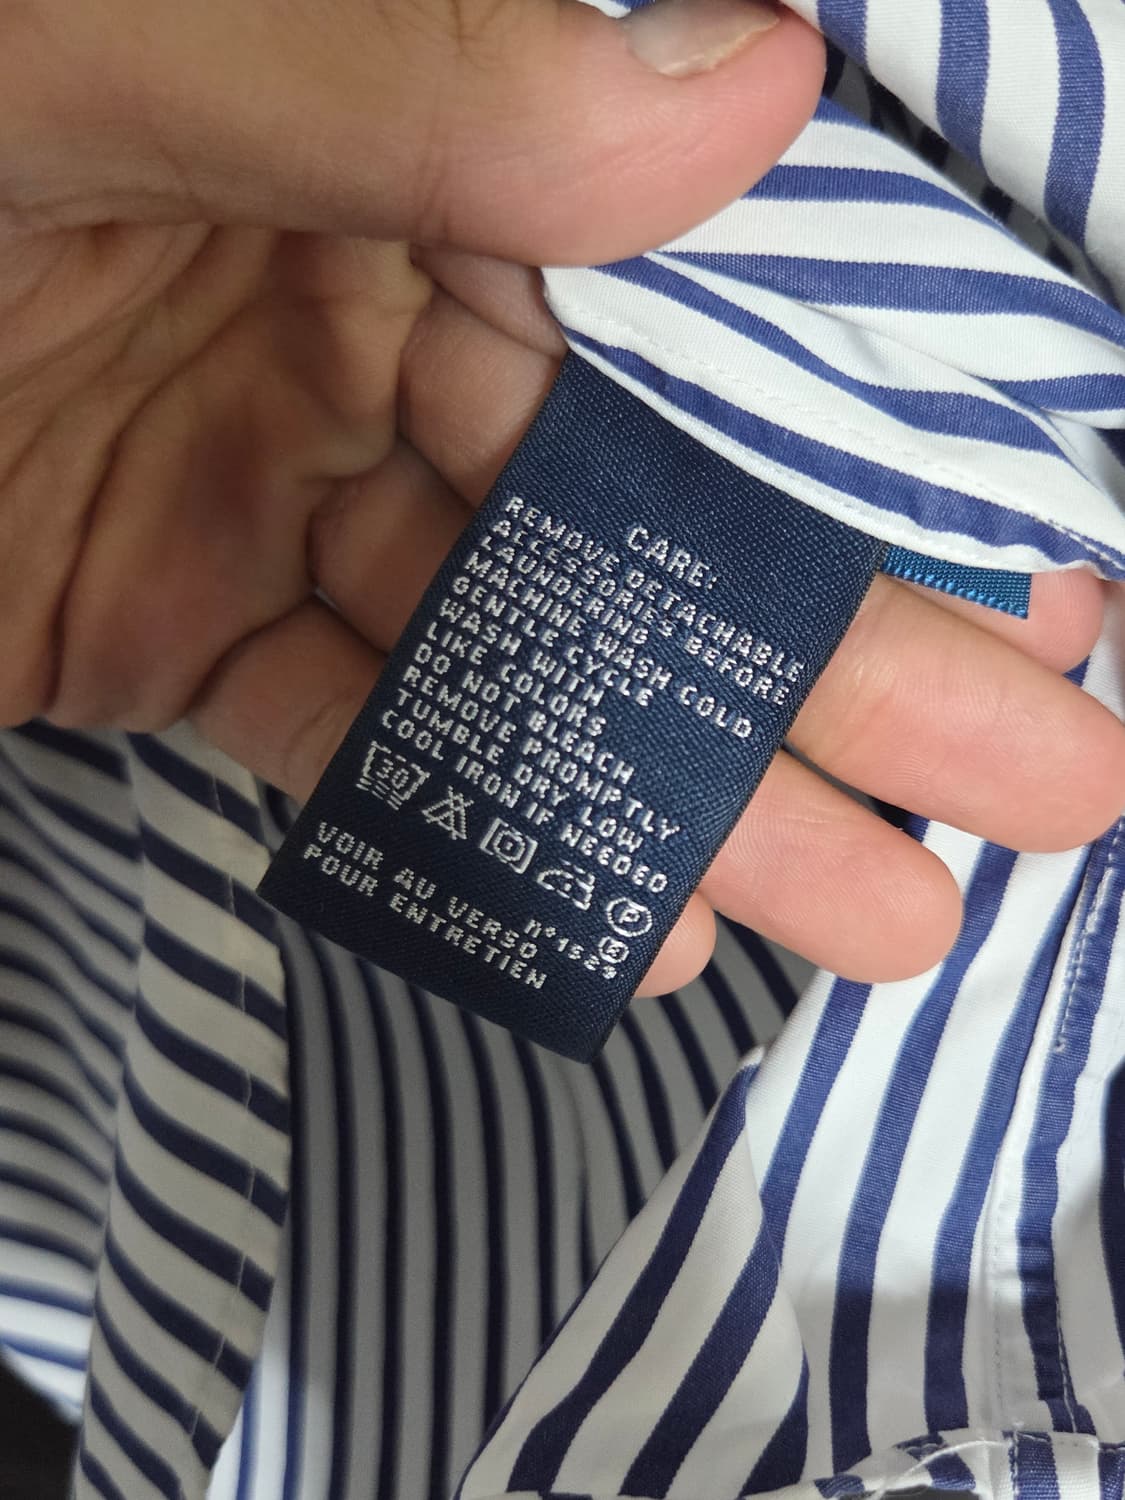 CARE:
REMOVE DETACHABLE
ACCESSORIES BEFORE
LAUNDERING
MACHINE WASH COLD
GENTLE CYCLE
WASH WITH
LIKE COLORS
DO NOT BLEACH
REMOVE PROMPTLY
TUMBLE DRY LOW
COOL IRON IF NEEDED
30 P
n°1529
VOIR AU VERSO
POUR ENTRETIEN